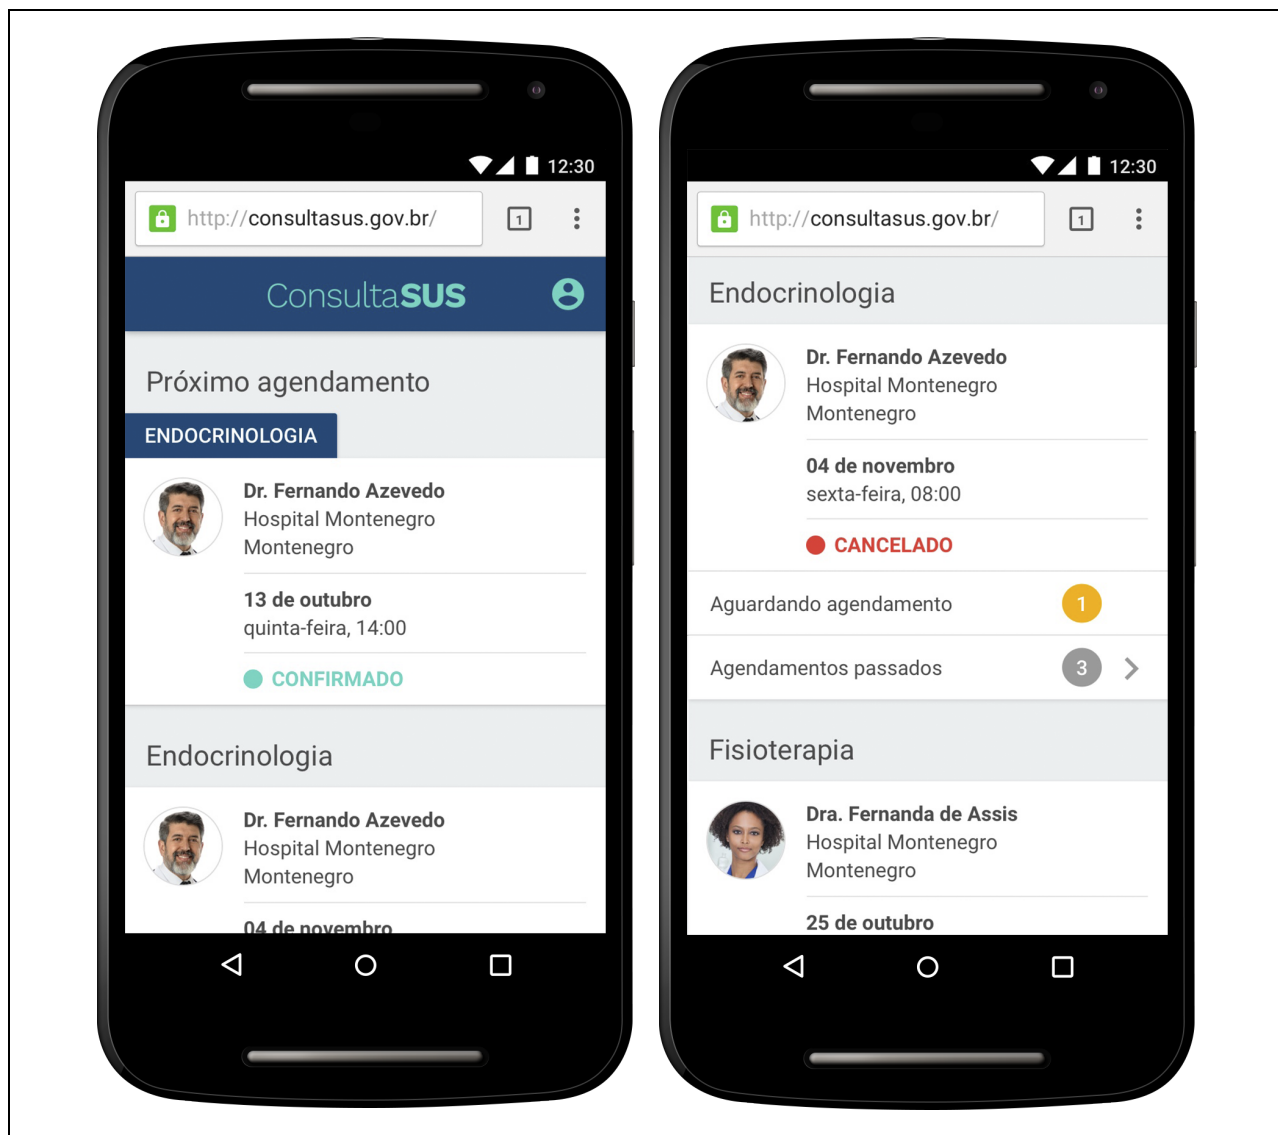 12:30
http://consultasus.gov.br/
1
ConsultaSUS
Próximo agendamento
ENDOCRINOLOGIA
Dr. Fernando Azevedo
Hospital Montenegro
Montenegro
13 de outubro
quinta-feira, 14:00
CONFIRMADO
Endocrinologia
Dr. Fernando Azevedo
Hospital Montenegro
Montenegro
04 de novembro
12:30
http://consultasus.gov.br/
1
Endocrinologia
Dr. Fernando Azevedo
Hospital Montenegro
Montenegro
04 de novembro
sexta-feira, 08:00
CANCELADO
Aguardando agendamento 1
Agendamentos passados 3
Fisioterapia
Dra. Fernanda de Assis
Hospital Montenegro
Montenegro
25 de outubro